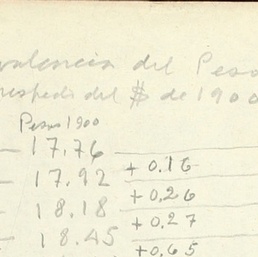 valencia del Peso
respecto del $ de 1900
Pesos 1900
17.76
+ 0.16
17.92
+ 0.26
18.18
+ 0.27
18.45
+0.65